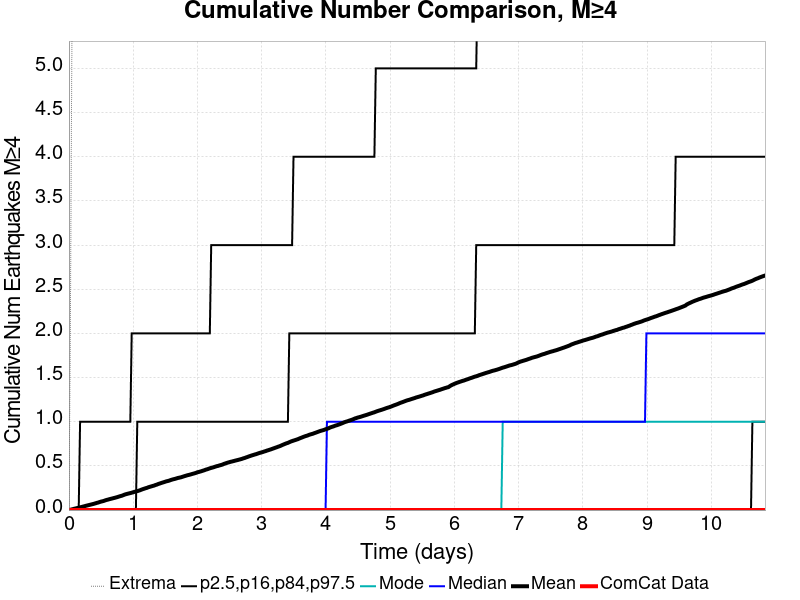 Cumulative Number Comparison, M≥4
Cumulative Num Earthquakes M≥4
5.0
4.5
4.0
3.5
3.0
2.5
2.0
1.5
1.0
0.5
0.0
0 1 2 3 4 5 6 7 8 9 10
Time (days)
Extrema p2.5,p16,p84,p97.5 Mode Median Mean ComCat Data